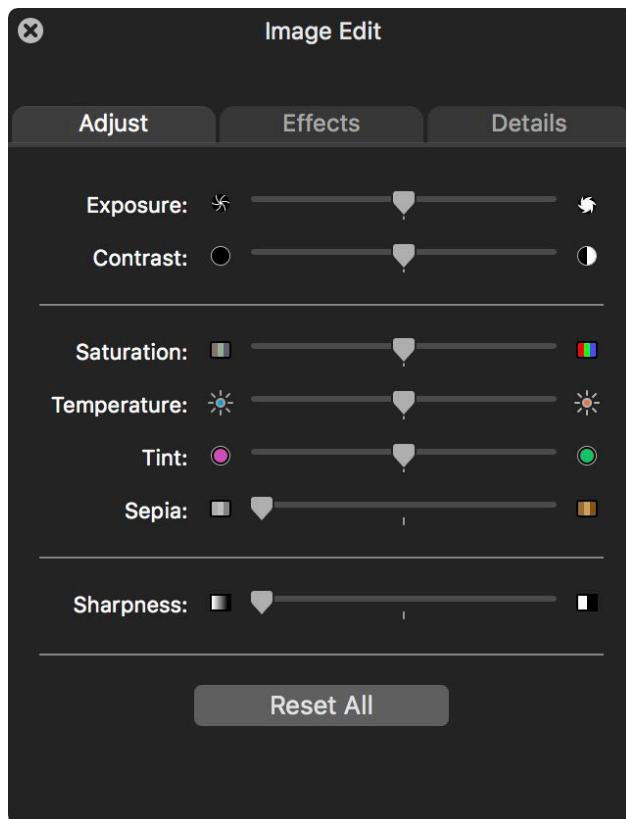 Image Edit
Adjust Effects Details
Exposure:
Contrast:
Saturation:
Temperature:
Tint:
Sepia:
Sharpness:
Reset All